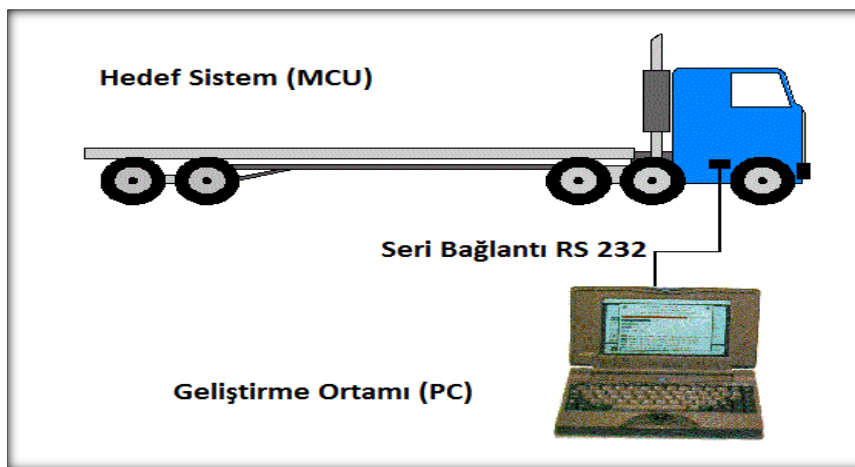 Hedef Sistem (MCU)
Seri Bağlantı RS 232
Geliştirme Ortamı (PC)